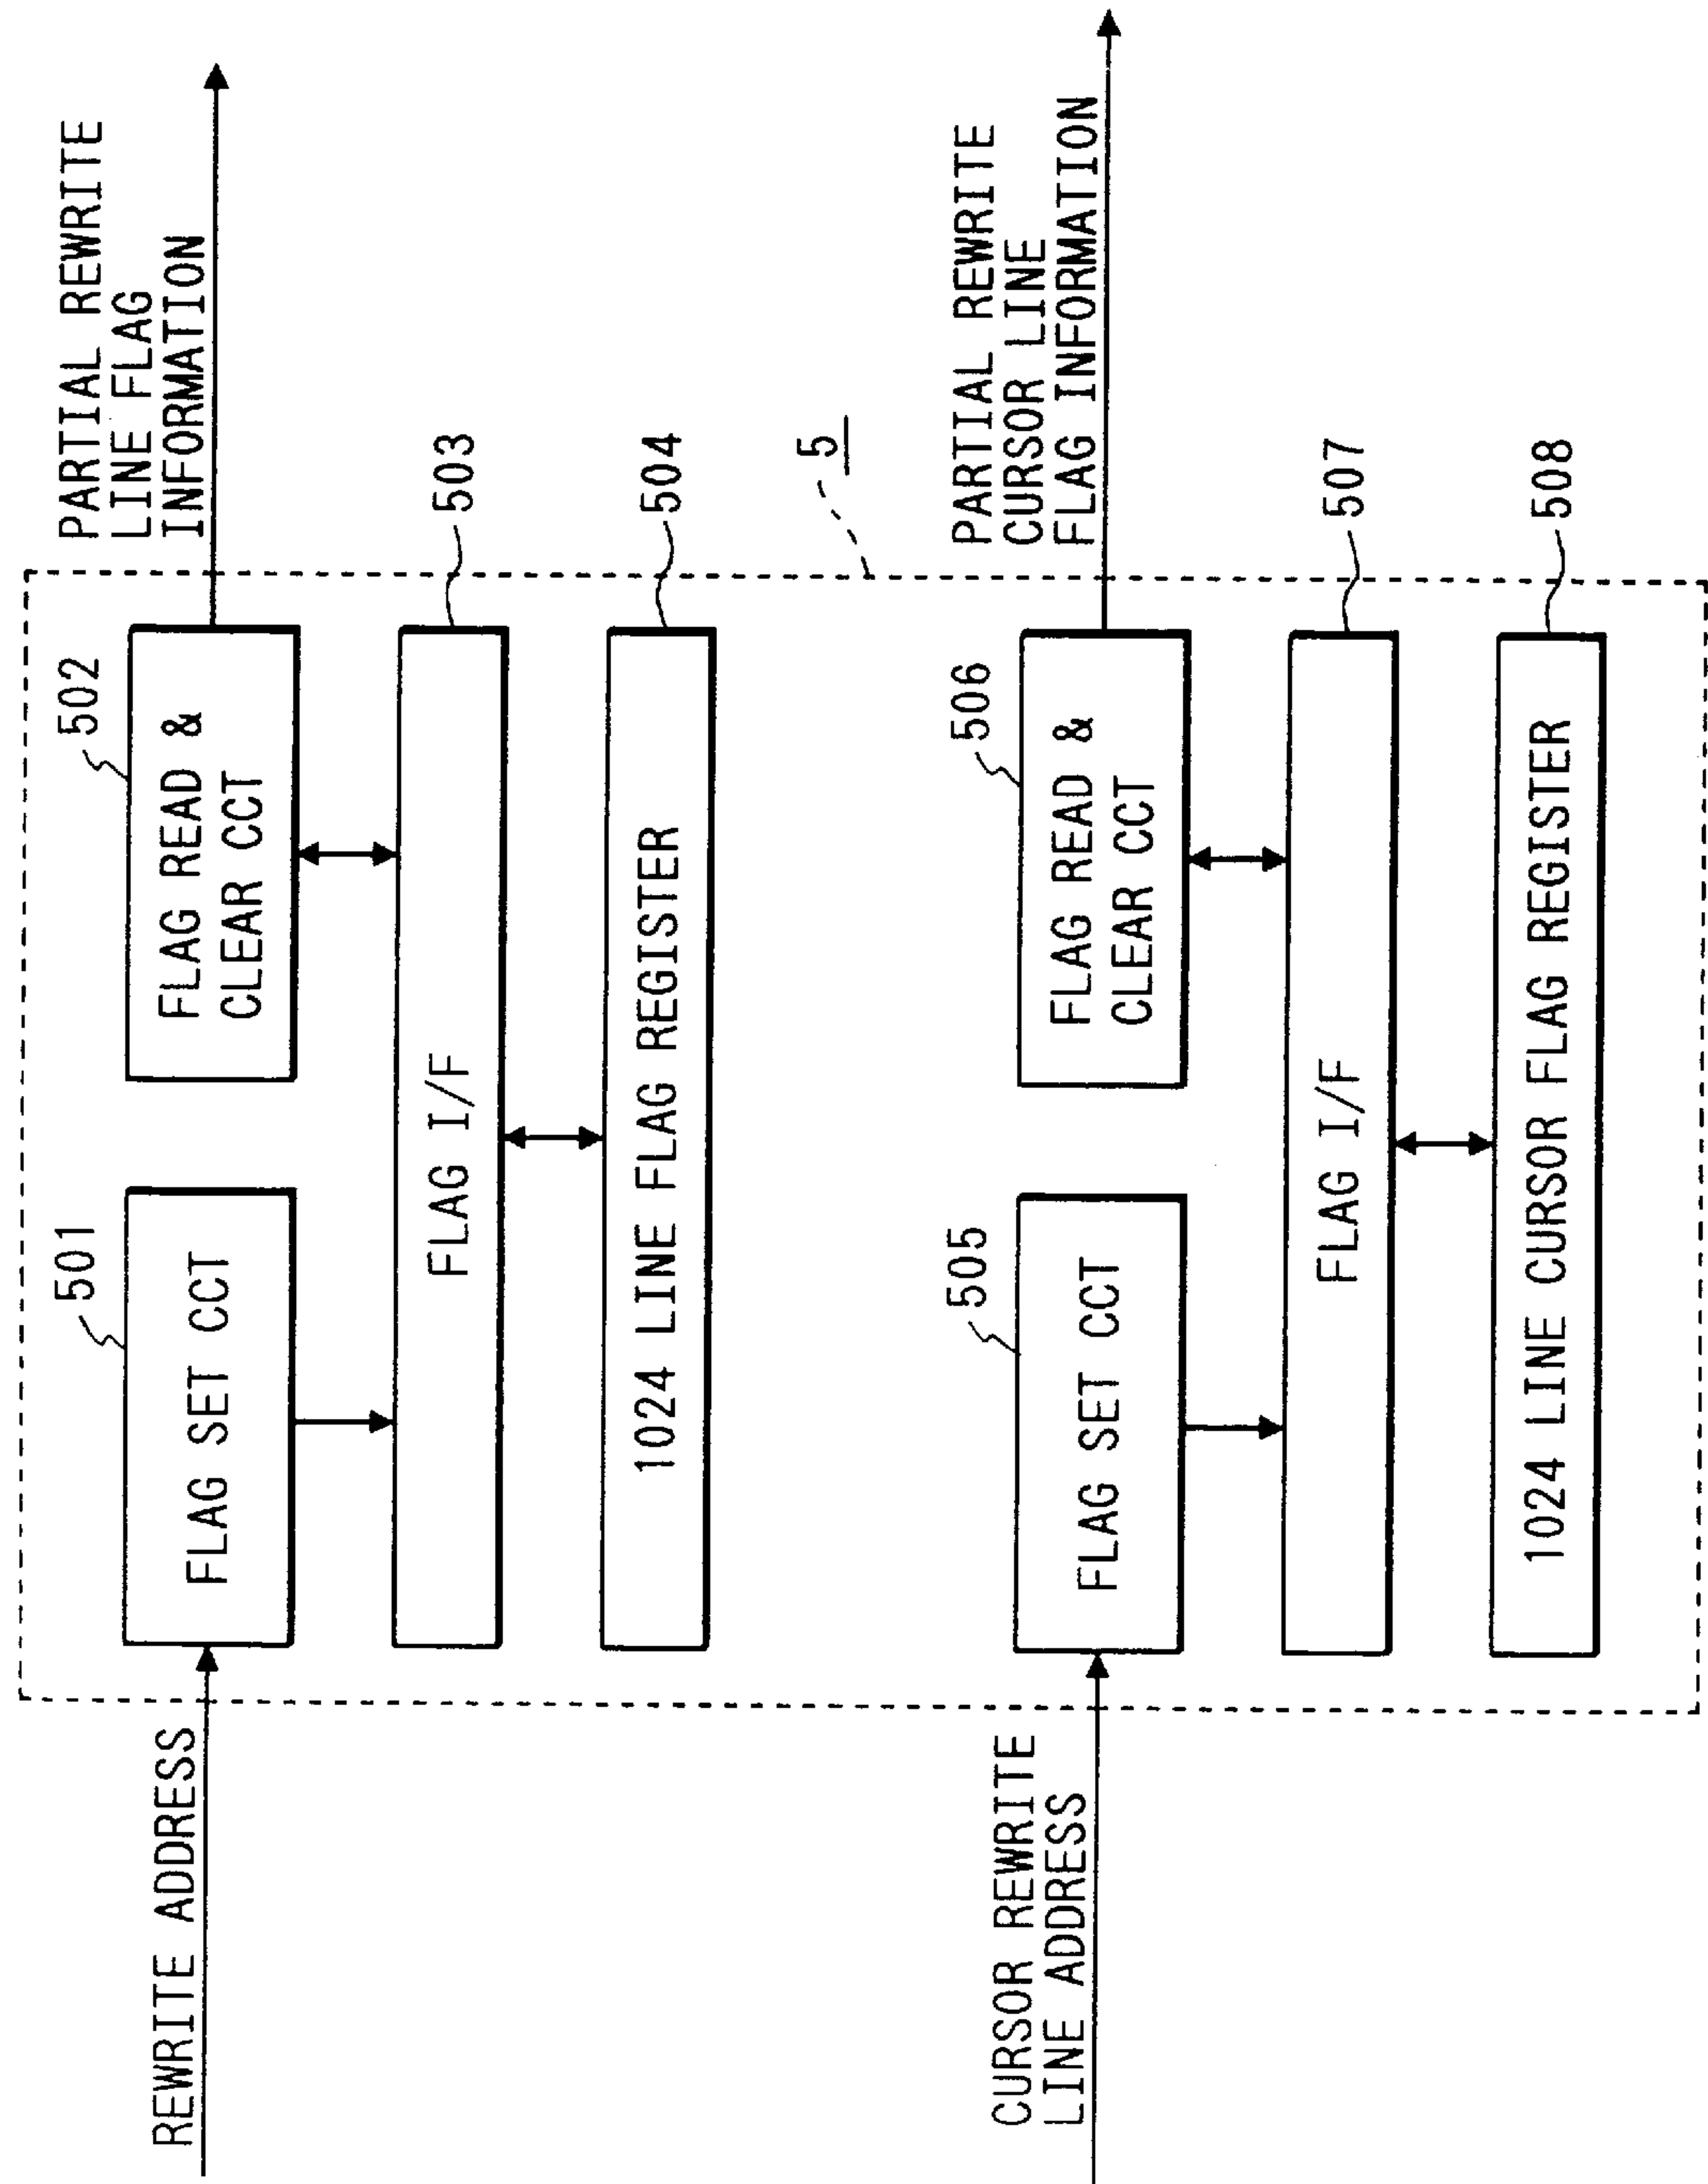 REWRITE ADDRESS
501
FLAG SET CCT
502
FLAG READ &
CLEAR CCT
PARTIAL REWRITE
LINE FLAG
INFORMATION
FLAG I/F
503
1024 LINE FLAG REGISTER
504
5
CURSOR REWRITE
LINE ADDRESS
505
FLAG SET CCT
506
FLAG READ &
CLEAR CCT
PARTIAL REWRITE
CURSOR LINE
FLAG INFORMATION
FLAG I/F
507
1024 LINE CURSOR FLAG REGISTER
508